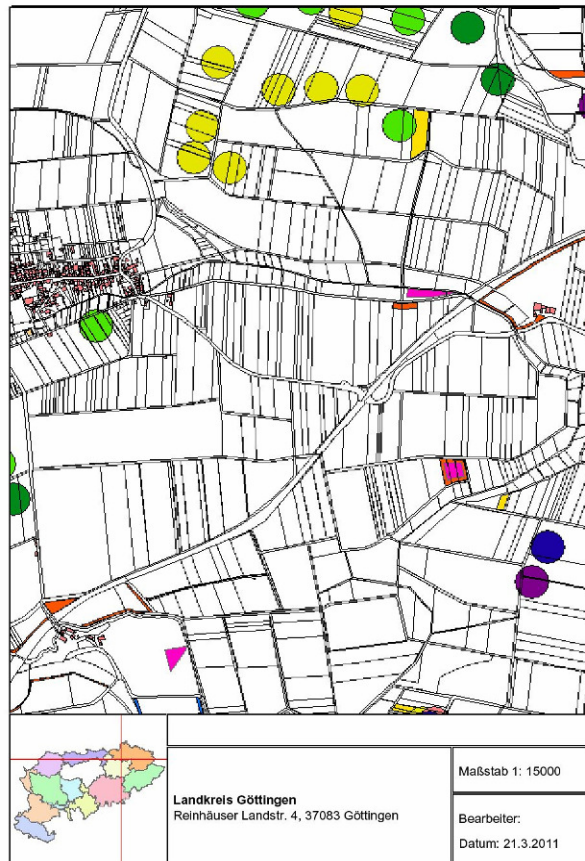 Landkreis Göttingen
Reinhäuser Landstr. 4, 37083 Göttingen
Maßstab 1: 15000
Bearbeiter:
Datum: 21.3.2011